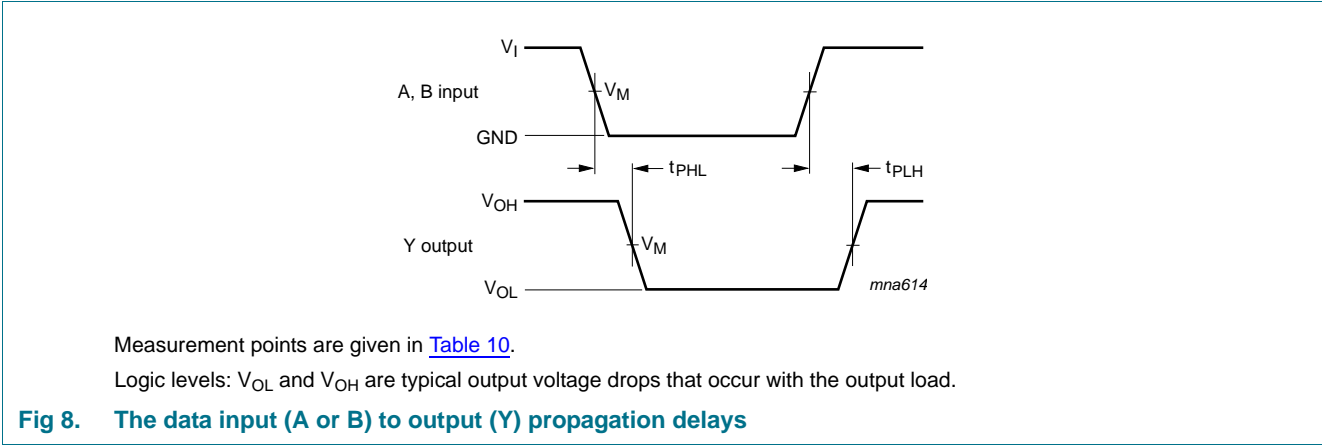 VI
A, B input
VM
GND
tPHL
tPLH
VOH
Y output
VM
VOL
mna614
Measurement points are given in Table 10.
Logic levels: VOL and VOH are typical output voltage drops that occur with the output load.
Fig 8. The data input (A or B) to output (Y) propagation delays